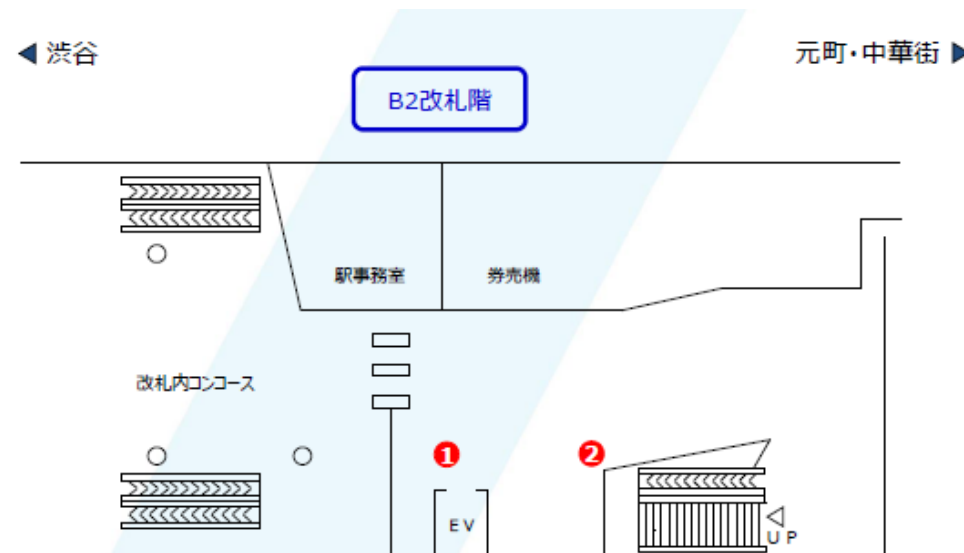 ◀ 渋谷
元町・中華街 ▶
B2改札階
駅事務室
券売機
改札内コンコース
❶
❷
EV
UP